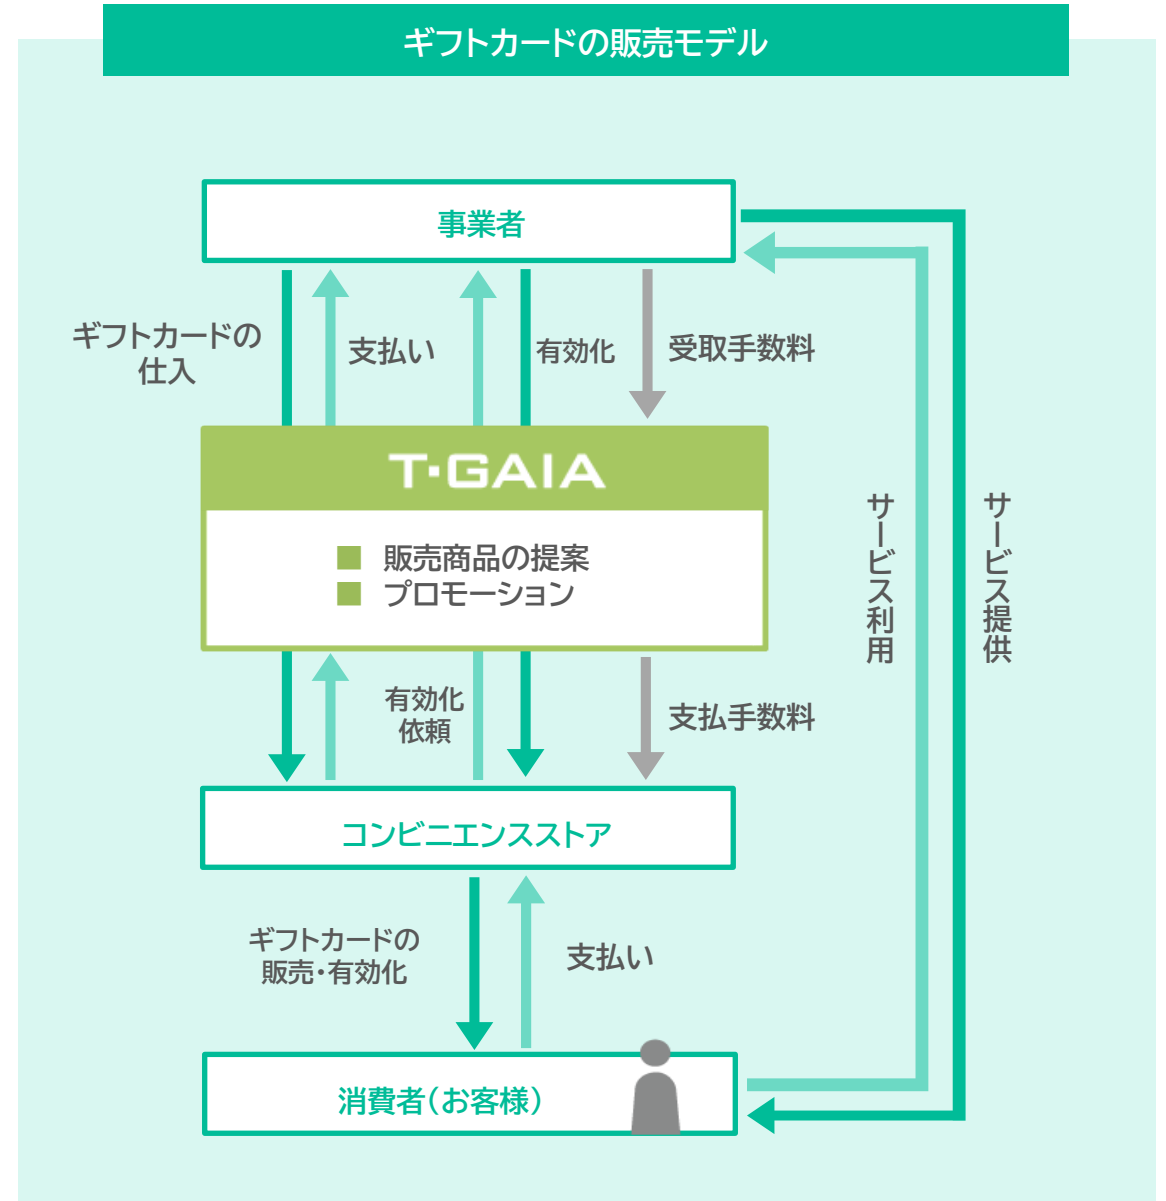 ギフトカードの販売モデル
事業者
ギフトカードの
仕入
支払い
有効化
受取手数料
T・GAIA
■ 販売商品の提案
■ プロモーション
サービス利用
サービス提供
有効化
依頼
支払手数料
コンビニエンスストア
ギフトカードの
販売・有効化
支払い
消費者（お客様）